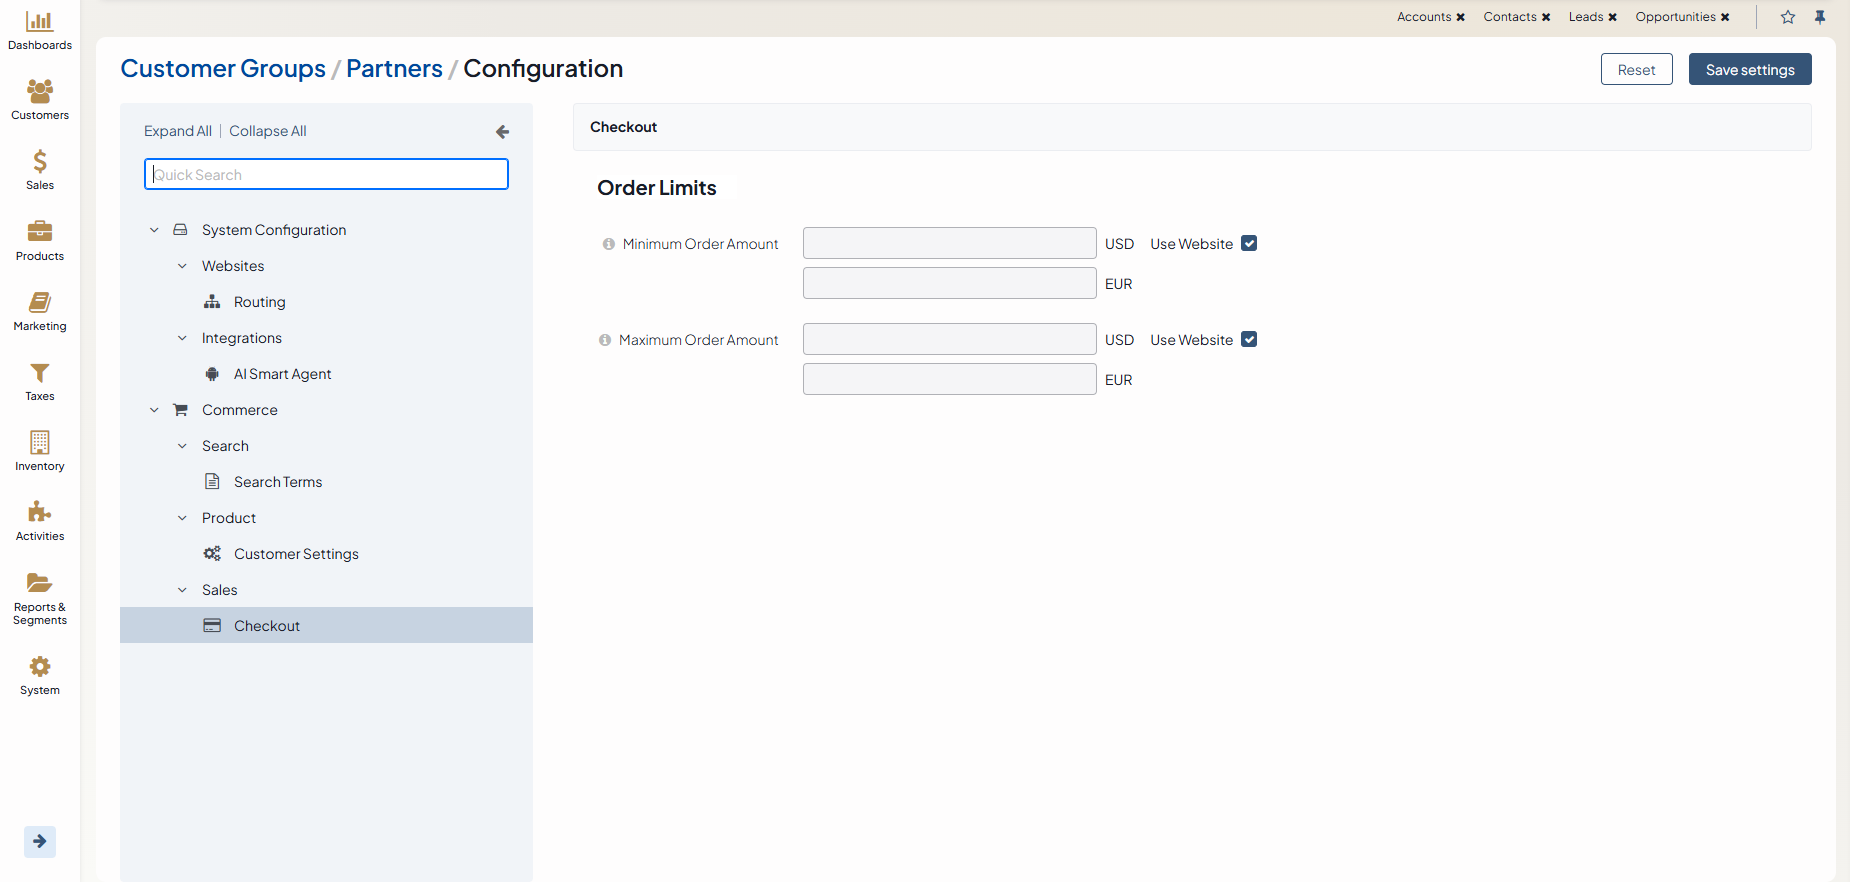 Dashboards
Customers
Sales
Products
Marketing
Taxes
Inventory
Activities
Reports &
Segments
System
Accounts ✖ Contacts ✖ Leads ✖ Opportunities ✖
Customer Groups / Partners / Configuration
Reset
Save settings
Expand All | Collapse All
Quick Search
System Configuration
Websites
Routing
Integrations
AI Smart Agent
Commerce
Search
Search Terms
Product
Customer Settings
Sales
Checkout
Checkout
Order Limits
Minimum Order Amount USD Use Website
EUR
Maximum Order Amount USD Use Website
EUR